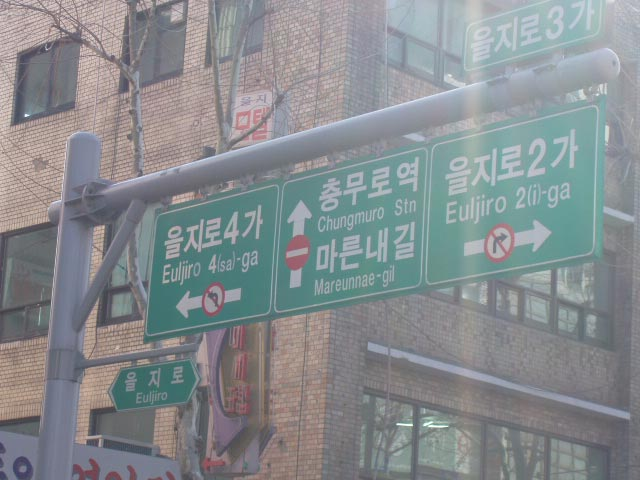 을지로3가
을지
을지로4가
Euljiro 4(sa)-ga
충무로역
Chungmuro Stn
마른내길
Mareunnae-gil
을지로2가
Euljiro 2(i)-ga
을지로
Euljiro